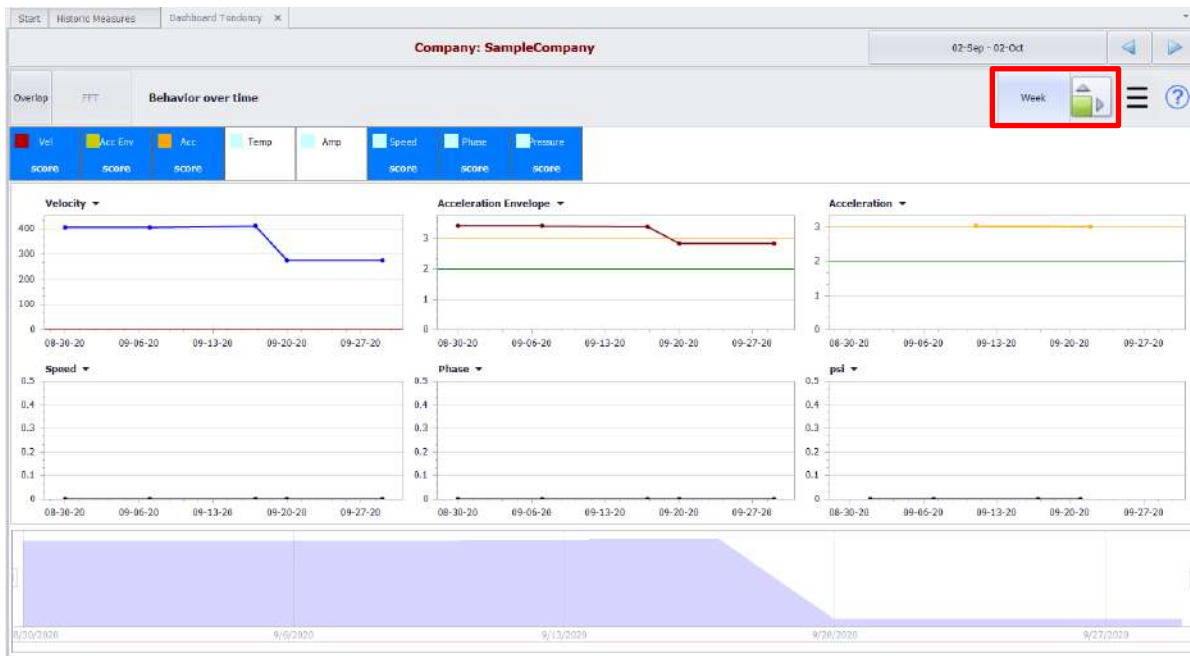 Start Historic Measures Dashboard Tendency ×
Company: SampleCompany 02-Sep - 02-Oct
Overlap FFT Behavior over time Week ?
Vel Acc Env Acc Temp Amp Speed Phase Pressure
score score score score score score
Velocity Acceleration Envelope Acceleration
400
300
200
100
0
08-30-20 09-06-20 09-13-20 09-20-20 09-27-20
3
2
1
0
08-30-20 09-06-20 09-13-20 09-20-20 09-27-20
3
2
1
0
08-30-20 09-06-20 09-13-20 09-20-20 09-27-20
Speed Phase psi
0.5
0.4
0.3
0.2
0.1
0
08-30-20 09-06-20 09-13-20 09-20-20 09-27-20
0.5
0.4
0.3
0.2
0.1
0
08-30-20 09-06-20 09-13-20 09-20-20 09-27-20
0.5
0.4
0.3
0.2
0.1
0
08-30-20 09-06-20 09-13-20 09-20-20 09-27-20
8/30/2020 9/6/2020 9/13/2020 9/20/2020 9/27/2020